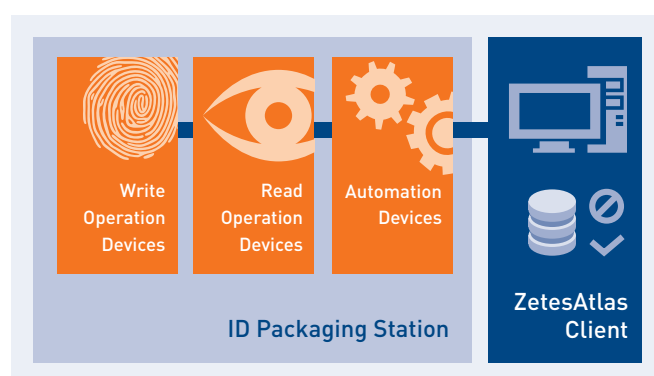 Write
Operation
Devices
Read
Operation
Devices
Automation
Devices
ID Packaging Station
ZetesAtlas
Client